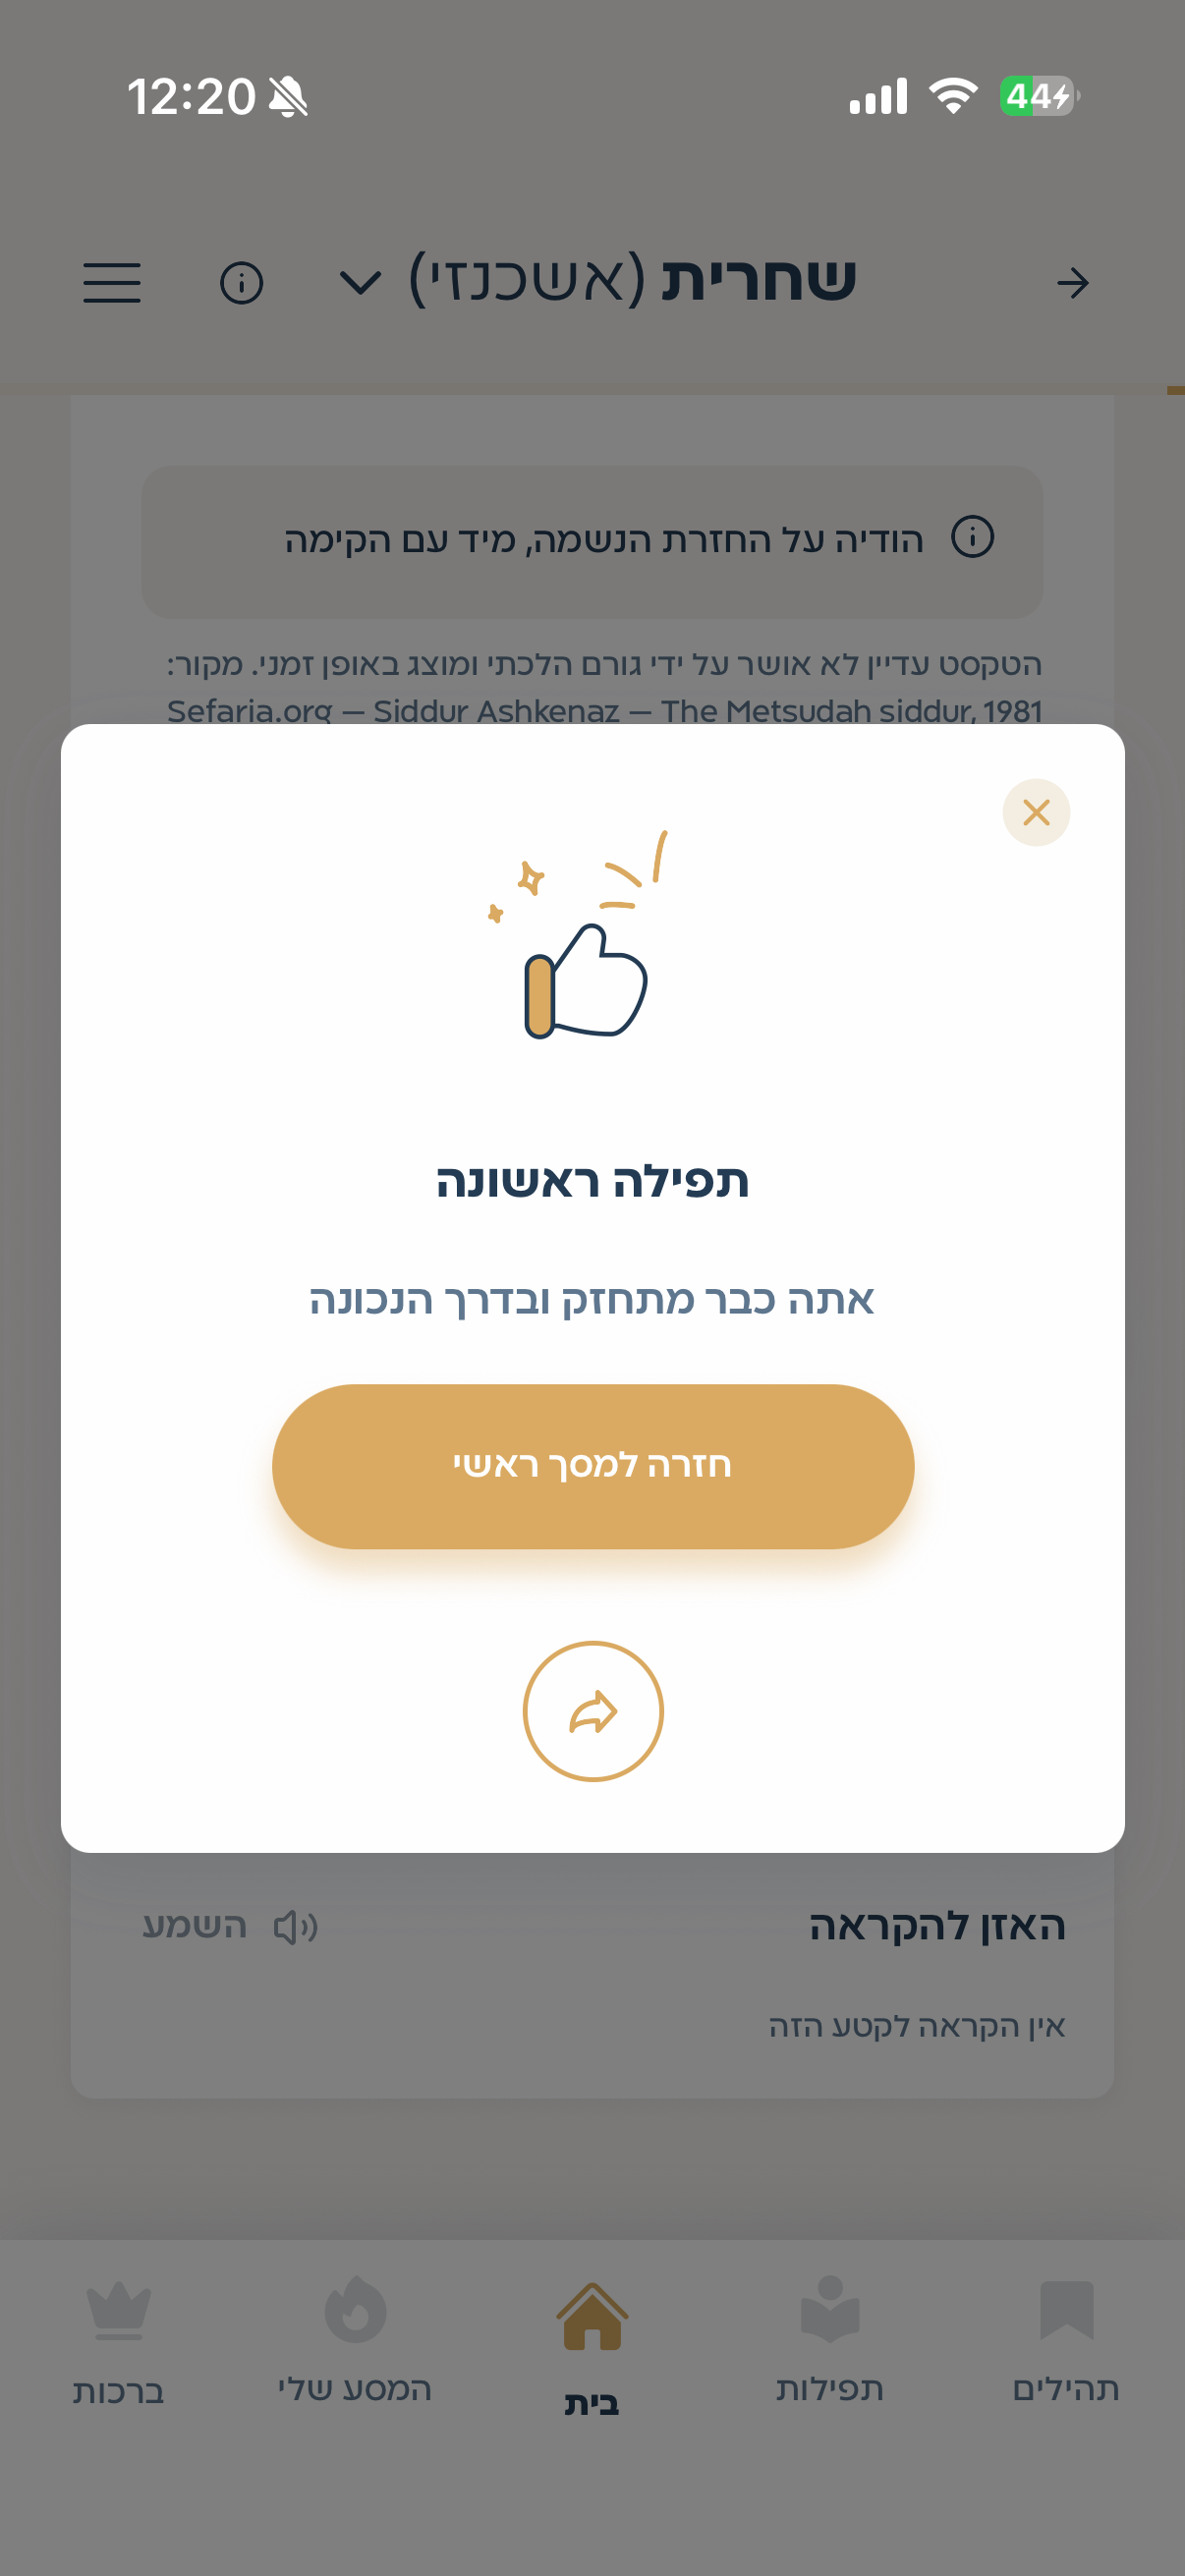 12:20
44
שחרית (אשכנזי)
הודיה על החזרת הנשמה, מיד עם הקימה
הטקסט עדיין לא אושר על ידי גורם הלכתי ומוצג באופן זמני. מקור:
Sefaria.org — Siddur Ashkenaz — The Metsudah siddur, 1981
תפילה ראשונה
אתה כבר מתחזק ובדרך הנכונה
חזרה למסך ראשי
האזן להקראה
השמע
אין הקראה לקטע הזה
תהילים
תפילות
בית
המסע שלי
ברכות